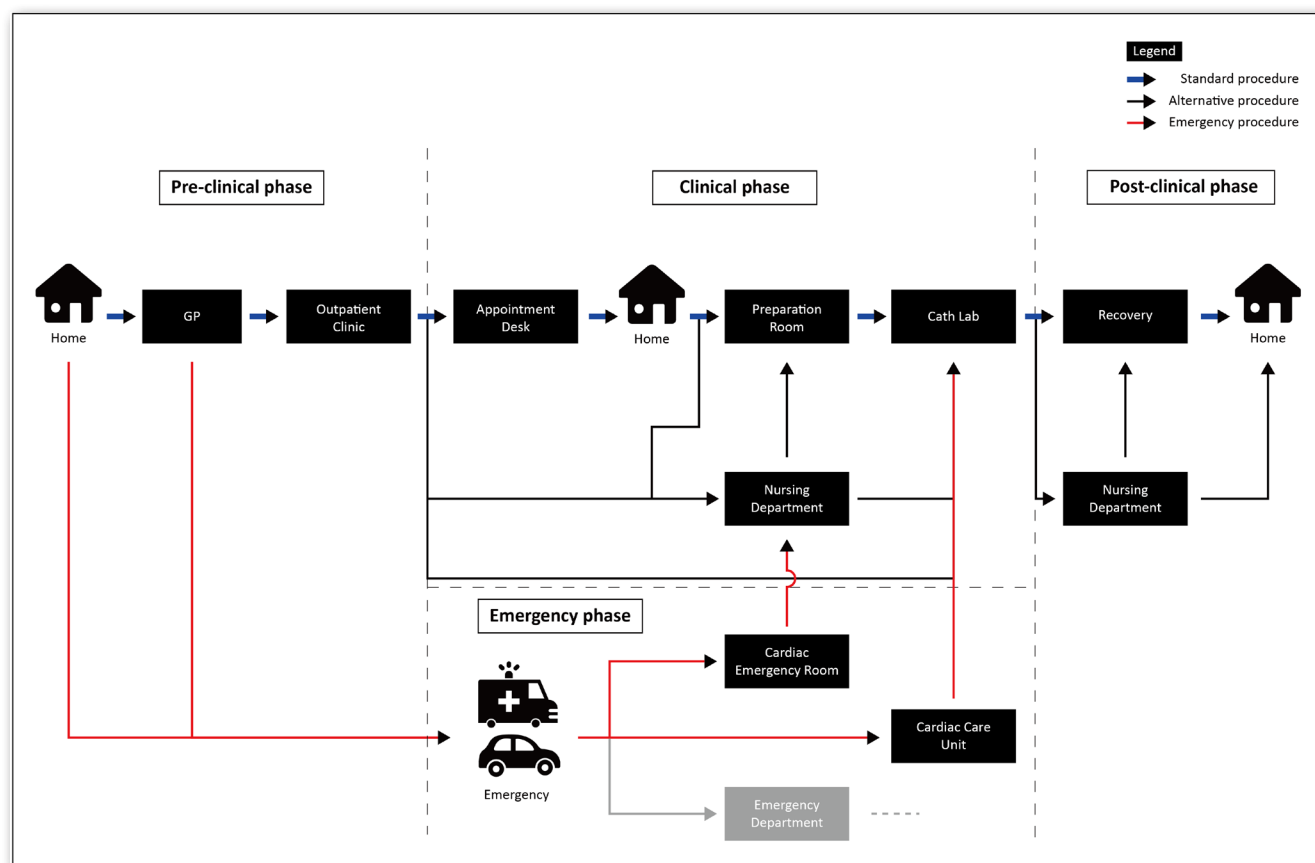 Legend
Standard procedure
Alternative procedure
Emergency procedure
Pre-clinical phase
Clinical phase
Post-clinical phase
Home
GP
Outpatient
Clinic
Appointment
Desk
Home
Preparation
Room
Cath Lab
Recovery
Home
Nursing
Department
Nursing
Department
Emergency phase
Cardiac
Emergency Room
Cardiac Care
Unit
Emergency
Emergency
Department